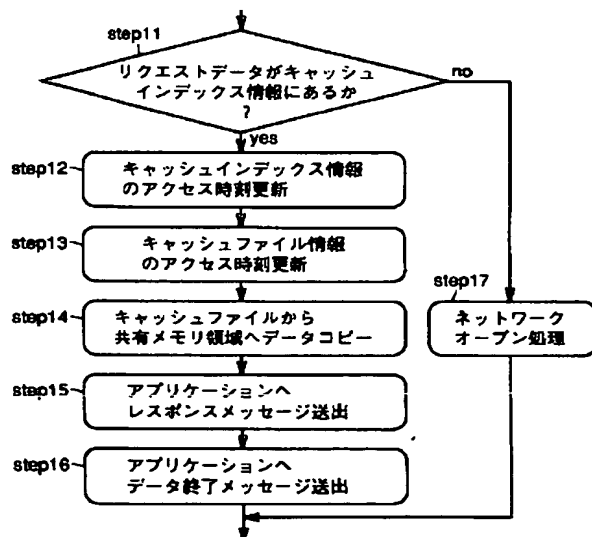 step11
リクエストデータがキャッシュ
インデックス情報にあるか
?
no
yes
step12
キャッシュインデックス情報
のアクセス時刻更新
step13
キャッシュファイル情報
のアクセス時刻更新
step14
キャッシュファイルから
共有メモリ領域へデータコピー
step15
アプリケーションへ
レスポンスメッセージ送出
step16
アプリケーションへ
データ終了メッセージ送出
step17
ネットワーク
オープン処理